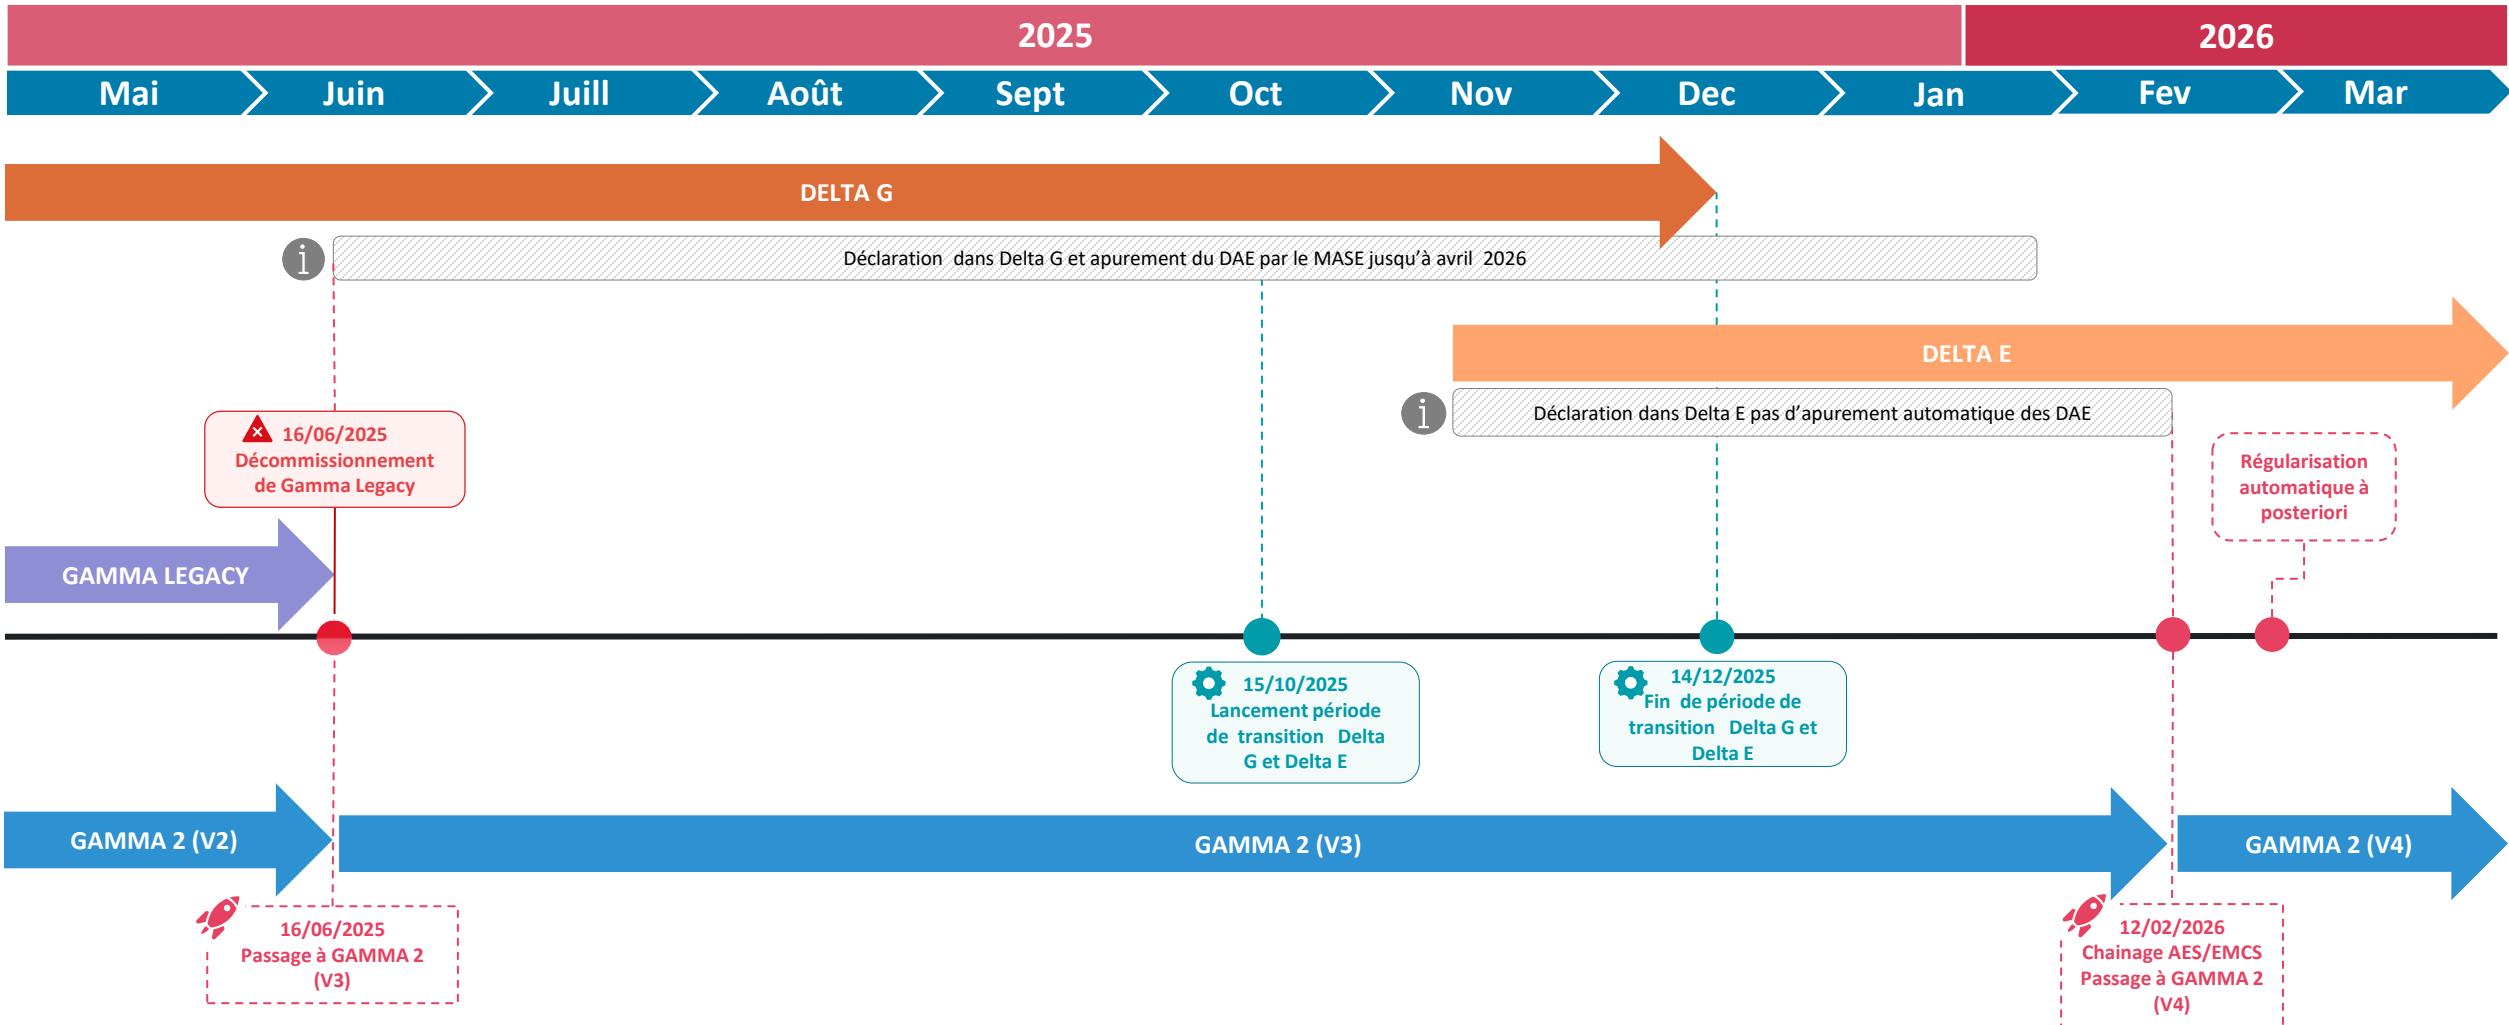 2025
2026
Mai
Juin
Juill
Août
Sept
Oct
Nov
Dec
Jan
Fev
Mar
DELTA G
Déclaration dans Delta G et apurement du DAE par le MASE jusqu'à avril 2026
DELTA E
Déclaration dans Delta E pas d'apurement automatique des DAE
16/06/2025
Décommissionnement
de Gamma Legacy
Régularisation
automatique à
posteriori
GAMMA LEGACY
15/10/2025
Lancement période
de transition Delta
G et Delta E
14/12/2025
Fin de période de
transition Delta G et
Delta E
GAMMA 2 (V2)
GAMMA 2 (V3)
GAMMA 2 (V4)
16/06/2025
Passage à GAMMA 2
(V3)
12/02/2026
Chainage AES/EMCS
Passage à GAMMA 2
(V4)